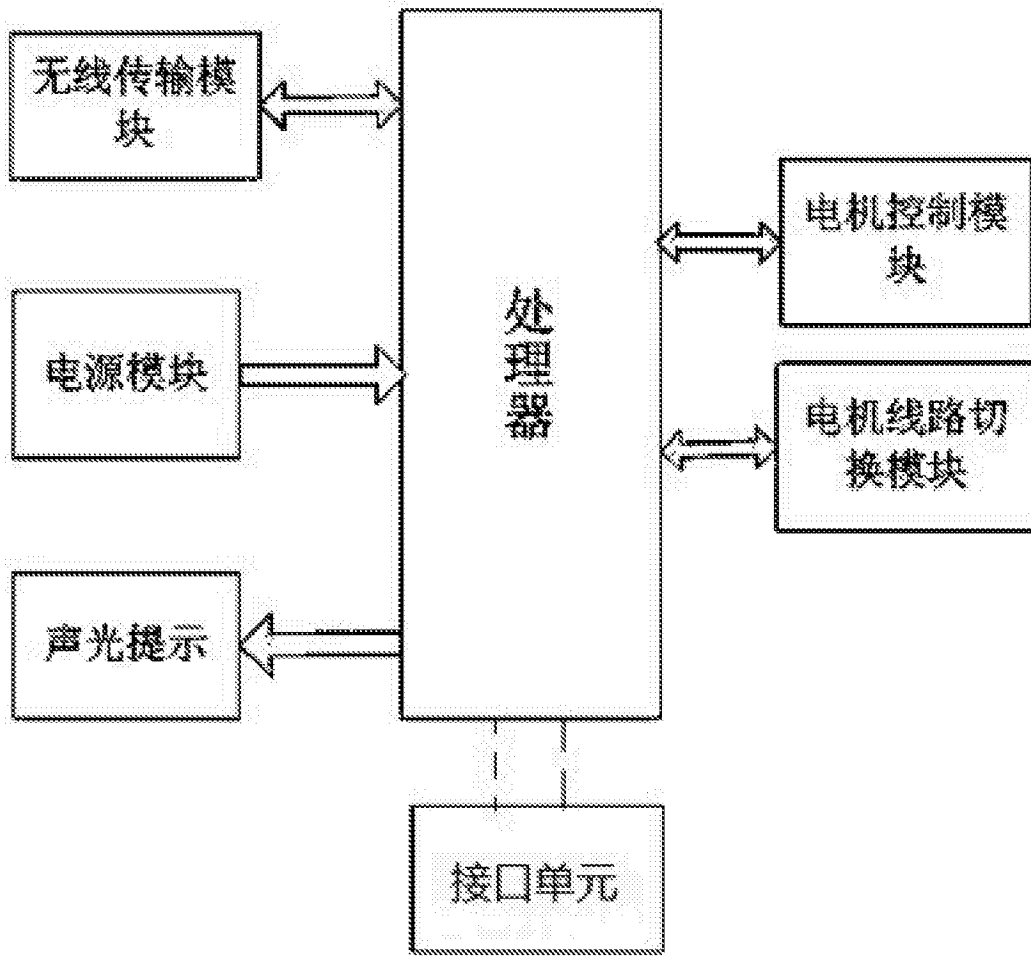 无线传输模
块
电源模块
声光提示
处
理
器
电机控制模
块
电机线路切
换模块
接口单元